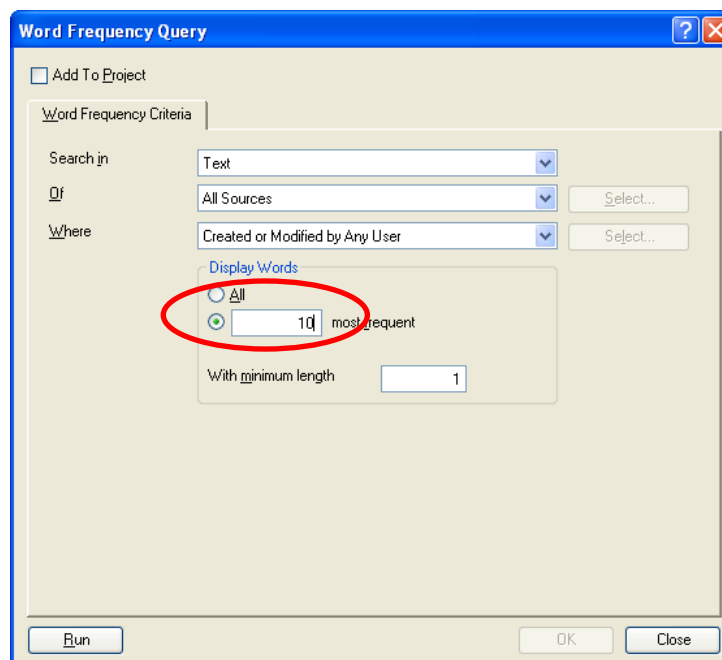 Word Frequency Query
Add To Project
Word Frequency Criteria
Search in Text
Of All Sources Select...
Where Created or Modified by Any User Select...
Display Words
All
10 most requent
With minimum length 1
Run OK Close